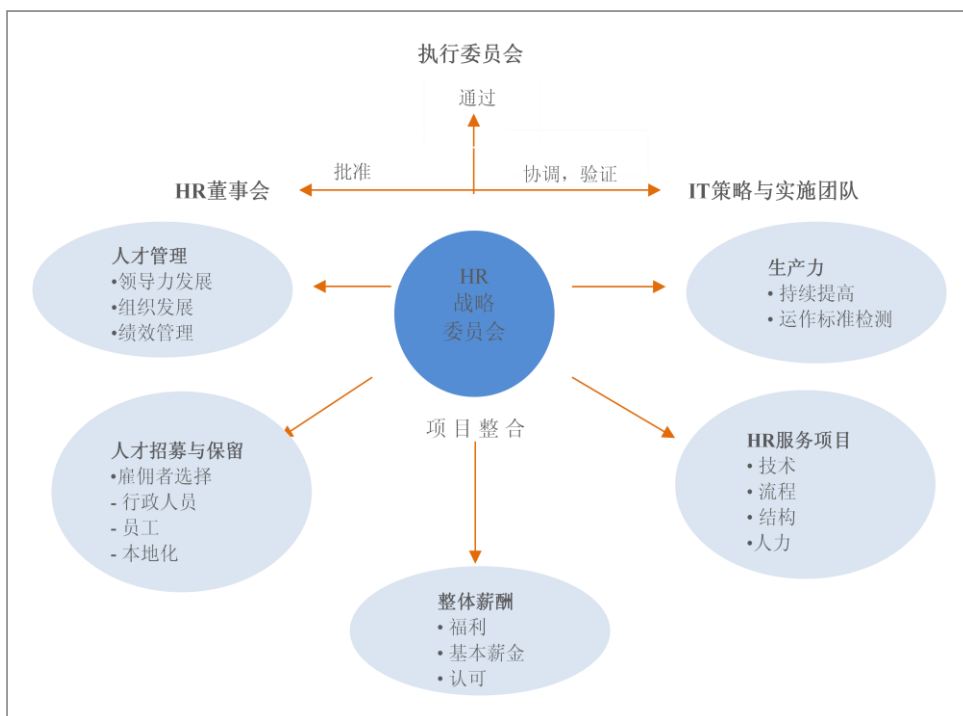 执行委员会
通过
批准
协调，验证
HR董事会
IT策略与实施团队
人才管理
•领导力发展
•组织发展
•绩效管理
HR
战略
委员会
生产力
• 持续提高
• 运作标准检测
项目整合
人才招募与保留
•雇佣者选择
- 行政人员
- 员工
- 本地化
HR服务项目
• 技术
• 流程
• 结构
•人力
整体薪酬
• 福利
• 基本薪金
• 认可